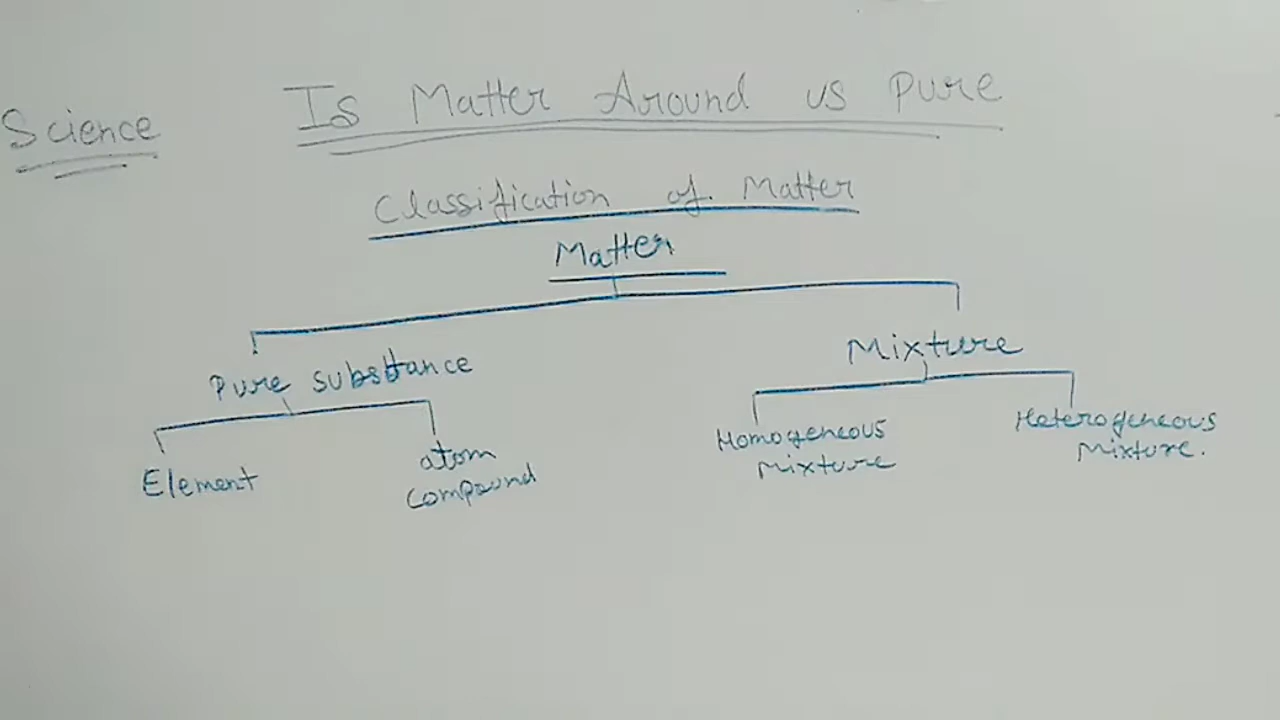 Is Matter Around us Pure
Science
Classification of Matter
Matter
Pure substtance
Mixture
Element
atom
compound
Homogeneous
mixture
Heterogeneous
mixture.